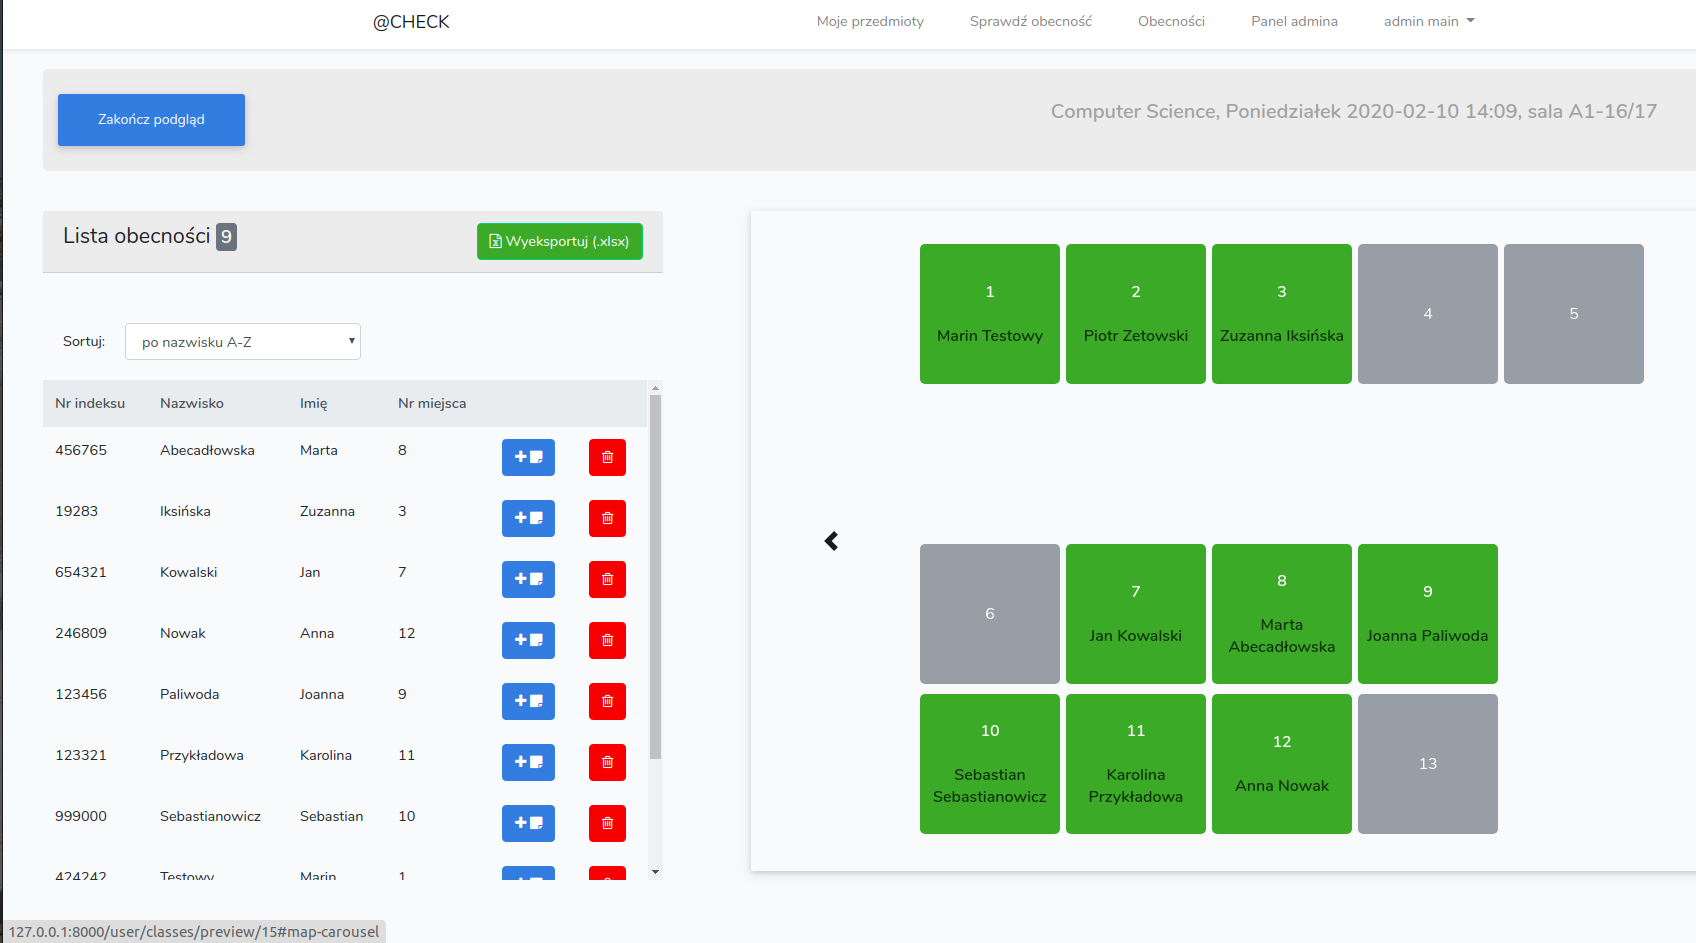 @CHECK
Moje przedmioty Sprawdź obecność Obecności Panel admina admin main
Zakończ podgląd
Computer Science, Poniedziałek 2020-02-10 14:09, sala A1-16/17
Lista obecności 9
Wyeksportuj (.xlsx)
Sortuj: po nazwisku A-Z
Nr indeksu Nazwisko Imię Nr miejsca
456765 Abecadłowska Marta 8
19283 Iksińska Zuzanna 3
654321 Kowalski Jan 7
246809 Nowak Anna 12
123456 Paliwoda Joanna 9
123321 Przykładowa Karolina 11
999000 Sebastianowicz Sebastian 10
424242 Testowy Marin 1
1
Marin Testowy
2
Piotr Zetowski
3
Zuzanna Iksińska
4
5
6
7
Jan Kowalski
8
Marta
Abecadłowska
9
Joanna Paliwoda
10
Sebastian
Sebastianowicz
11
Karolina
Przykładowa
12
Anna Nowak
13
127.0.0.1:8000/user/classes/preview/15#map-carousel